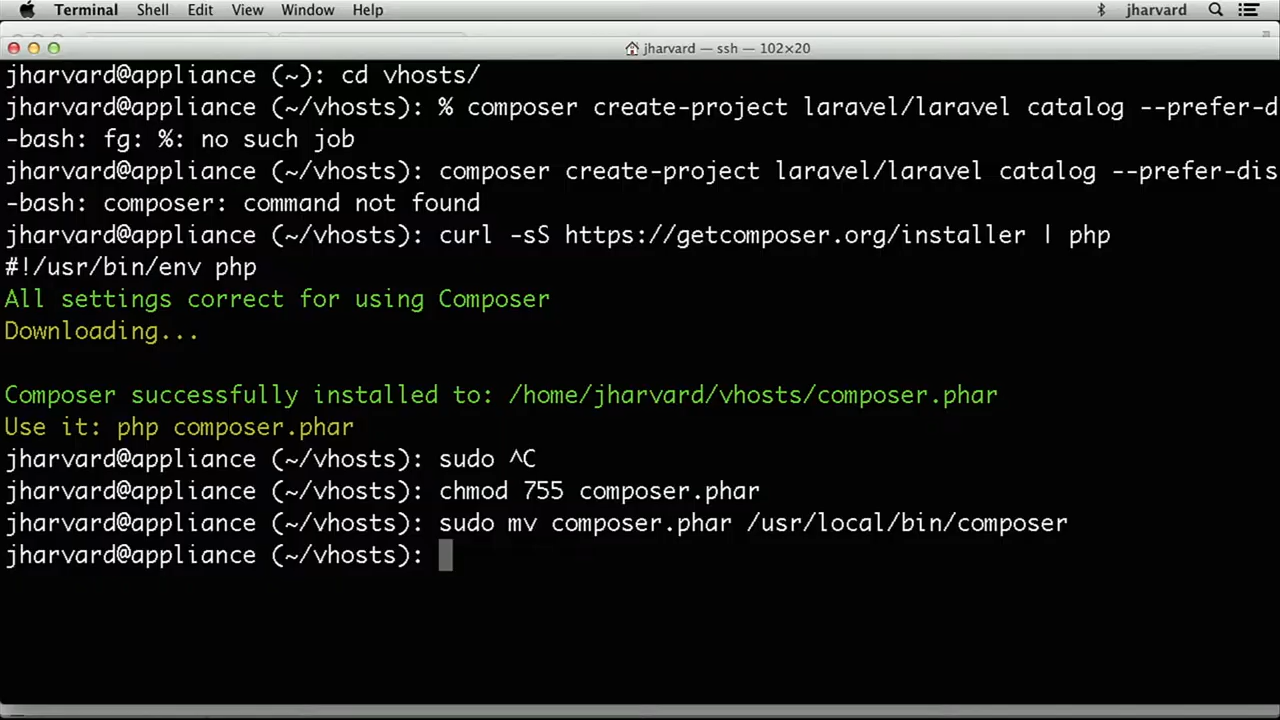 Terminal Shell Edit View Window Help jharvard
jharvard — ssh — 102×20
jharvard@appliance (~): cd vhosts/
jharvard@appliance (~/vhosts): % composer create-project laravel/laravel catalog --prefer-d
-bash: fg: %: no such job
jharvard@appliance (~/vhosts): composer create-project laravel/laravel catalog --prefer-dis
-bash: composer: command not found
jharvard@appliance (~/vhosts): curl -sS https://getcomposer.org/installer | php
#!/usr/bin/env php
All settings correct for using Composer
Downloading...
Composer successfully installed to: /home/jharvard/vhosts/composer.phar
Use it: php composer.phar
jharvard@appliance (~/vhosts): sudo ^C
jharvard@appliance (~/vhosts): chmod 755 composer.phar
jharvard@appliance (~/vhosts): sudo mv composer.phar /usr/local/bin/composer
jharvard@appliance (~/vhosts):